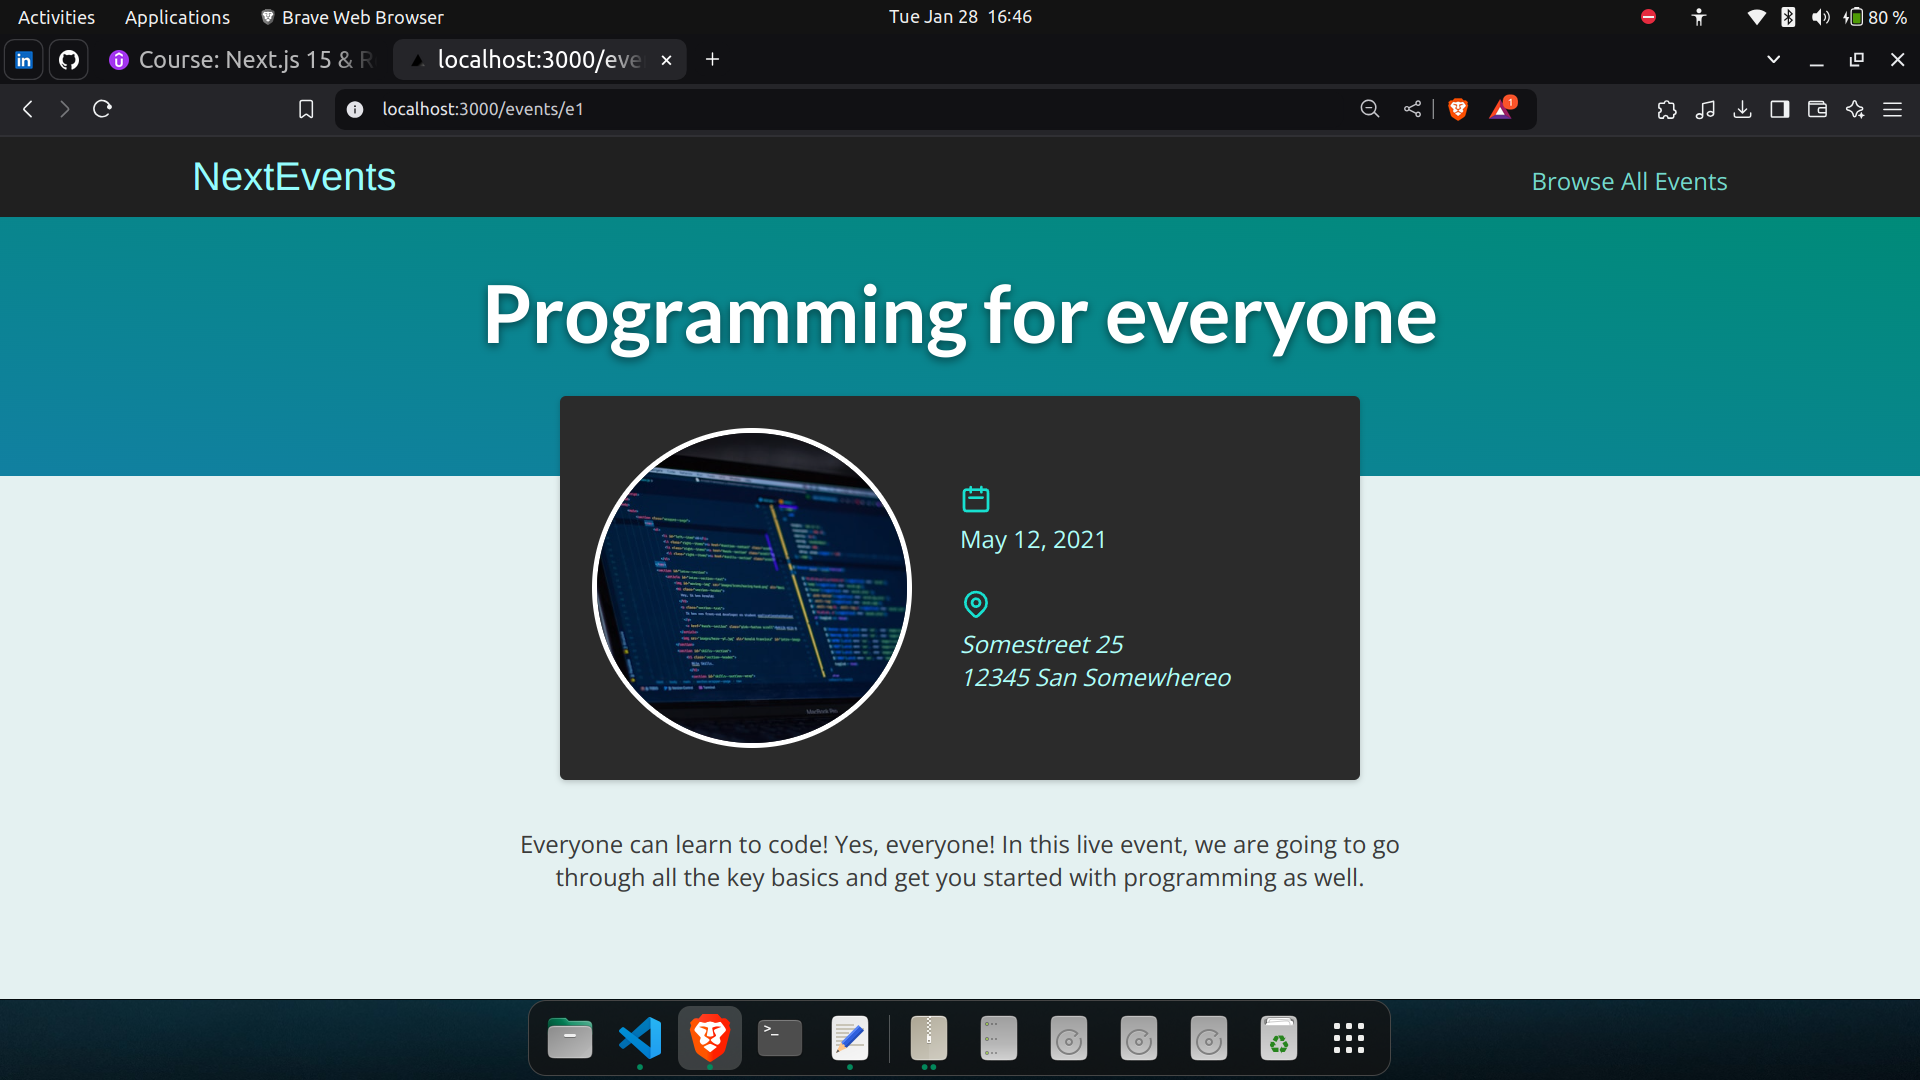 Activities Applications Brave Web Browser Tue Jan 28 16:46 80 %
Course: Next.js 15 & R localhost:3000/eve
localhost:3000/events/e1 1
NextEvents Browse All Events
Programming for everyone
May 12, 2021
Somestreet 25
12345 San Somewhereo
Everyone can learn to code! Yes, everyone! In this live event, we are going to go
through all the key basics and get you started with programming as well.